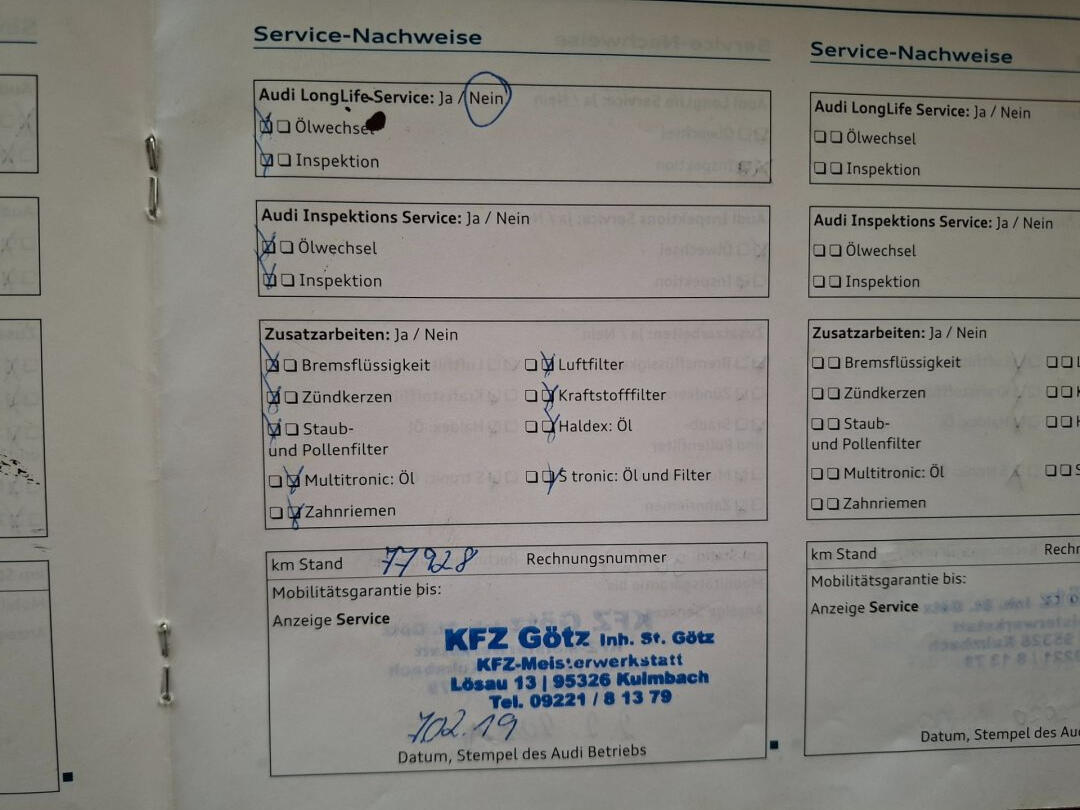 Service-Nachweise
Audi LongLife-Service: Ja / Nein
Ölwechsel
Inspektion
Audi Inspektions Service: Ja / Nein
Ölwechsel
Inspektion
Zusatzarbeiten: Ja / Nein
Bremsflüssigkeit Luftfilter
Zündkerzen Kraftstofffilter
Staub- Haldex: Öl
und Pollenfilter
Multitronic: Öl S tronic: Öl und Filter
Zahnriemen
km Stand 77928 Rechnungsnummer
Mobilitätsgarantie bis:
Anzeige Service
KFZ Götz Inh. St. Götz
KFZ-Meisterwerkstatt
Lösau 13 | 95326 Kulmbach
Tel. 09221 / 8 13 79
702.19
Datum, Stempel des Audi Betriebs
Service-Nachweise
Audi LongLife Service: Ja / Nein
Ölwechsel
Inspektion
Audi Inspektions Service: Ja / Nein
Ölwechsel
Inspektion
Zusatzarbeiten: Ja / Nein
Bremsflüssigkeit
Zündkerzen
Staub-
und Pollenfilter
Multitronic: Öl
Zahnriemen
km Stand
Mobilitätsgarantie bis:
Anzeige Service
Datum, Stempel des